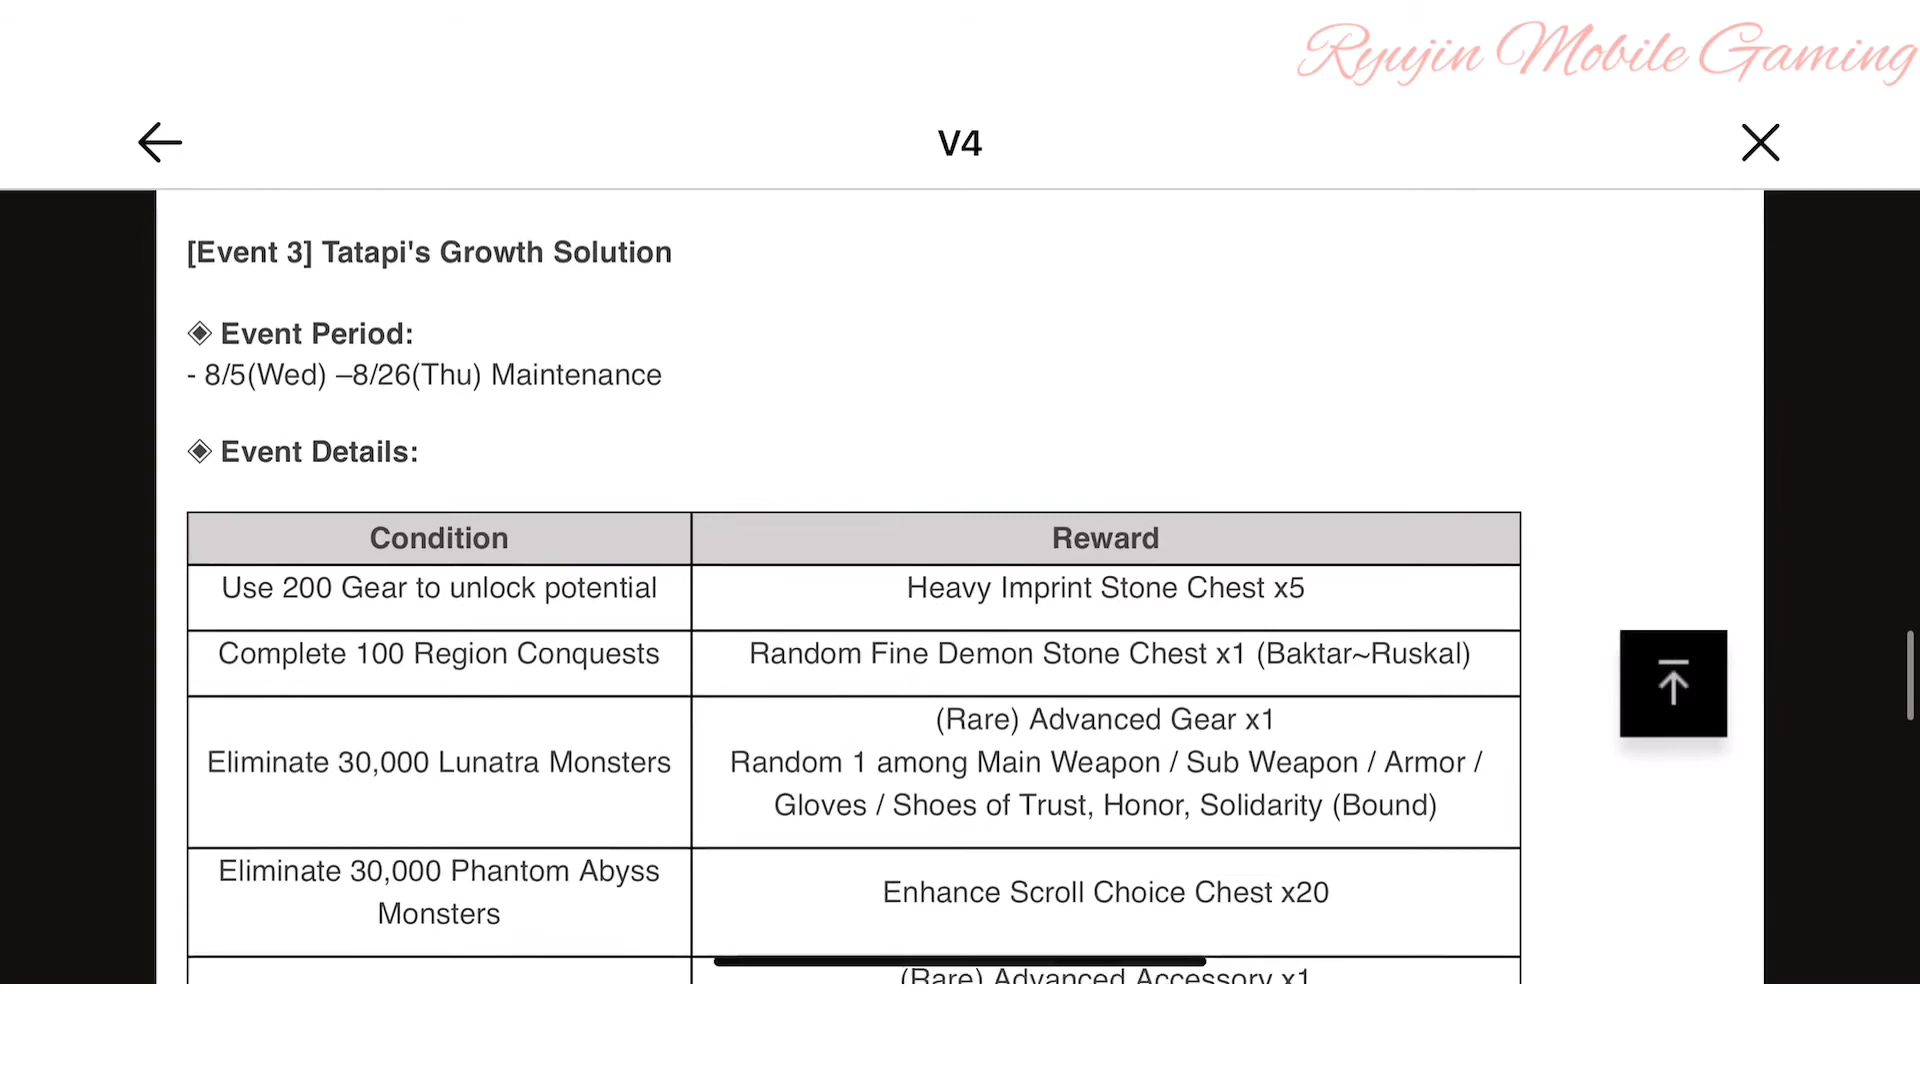 Ryujin Mobile Gaming
V4
[Event 3] Tatapi's Growth Solution
◈ Event Period:
- 8/5(Wed) –8/26(Thu) Maintenance
◈ Event Details:
Condition
Reward
Use 200 Gear to unlock potential
Heavy Imprint Stone Chest x5
Complete 100 Region Conquests
Random Fine Demon Stone Chest x1 (Baktar~Ruskal)
Eliminate 30,000 Lunatra Monsters
(Rare) Advanced Gear x1
Random 1 among Main Weapon / Sub Weapon / Armor /
Gloves / Shoes of Trust, Honor, Solidarity (Bound)
Eliminate 30,000 Phantom Abyss
Monsters
Enhance Scroll Choice Chest x20
(Rare) Advanced Accessory x1